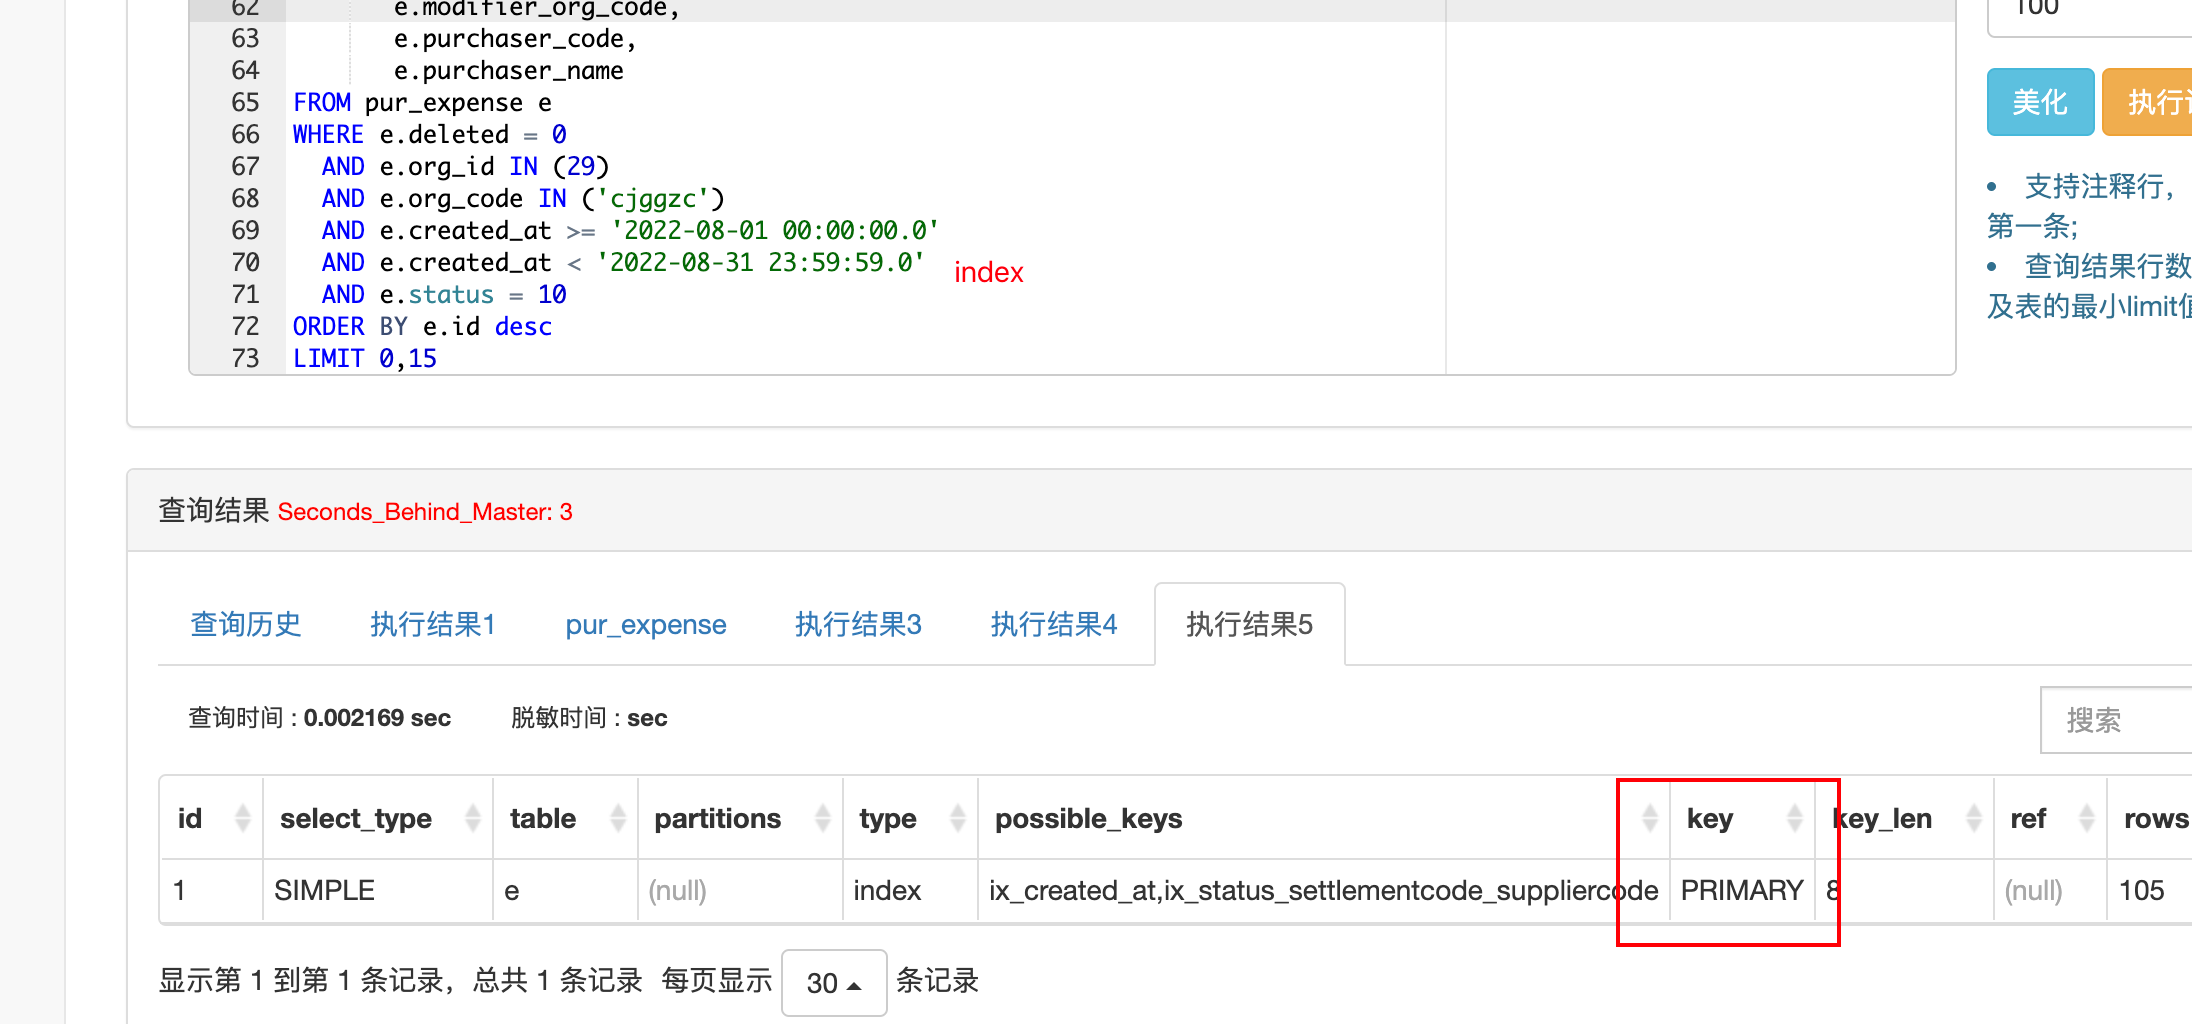 62 e.modifier_org_code,
100
63 e.purchaser_code,
64 e.purchaser_name
65 FROM pur_expense e
66 WHERE e.deleted = 0
67 AND e.org_id IN (29)
68 AND e.org_code IN ('cjggzc')
69 AND e.created_at >= '2022-08-01 00:00:00.0'
70 AND e.created_at < '2022-08-31 23:59:59.0'
index
71 AND e.status = 10
72 ORDER BY e.id desc
73 LIMIT 0,15
美化 执行
• 支持注释行，
第一条;
• 查询结果行数
及表的最小limit值
查询结果 Seconds_Behind_Master: 3
查询历史 执行结果1 pur_expense 执行结果3 执行结果4 执行结果5
查询时间 : 0.002169 sec 脱敏时间 : sec
搜索
id select_type table partitions type possible_keys key key_len ref rows
1 SIMPLE e (null) index ix_created_at,ix_status_settlementcode_suppliercode PRIMARY 8 (null) 105
显示第 1 到第 1 条记录，总共 1 条记录 每页显示 30 条记录